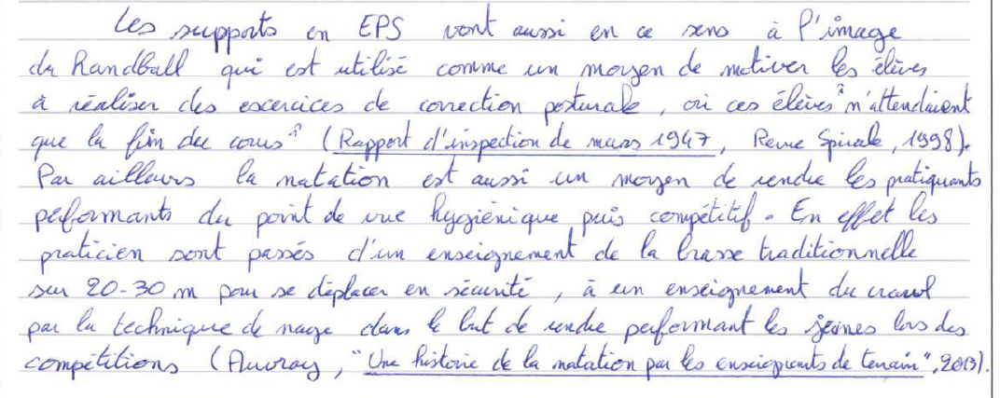 Les supports en EPS vont aussi en ce sens à l'image
du handball qui est utilisé comme un moyen de motiver les élèves
à réaliser des escercices de correction posturale, où ces élèves "n'attendaient
que la fin du cours" (Rapport d'inspection de mars 1947, Revue Spirale, 1998).
Par ailleurs la natation est aussi un moyen de rendre les pratiquants
performants du point de vue hygiénique puis compétitif. En effet les
praticien sont passés d'un enseignement de la brasse traditionnelle
sur 20-30 m pour se déplacer en sécurité, à un enseignement du crawl
par la technique de nage dans le but de rendre performant les jeunes lors des
compétitions (Auvray, "Une histoire de la natation par les enseignants de terrain", 2013).